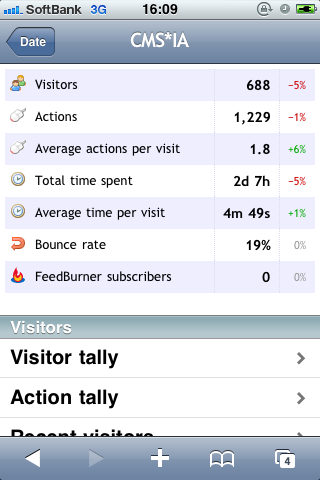 SoftBank 3G 16:09
Date CMS*IA
Visitors 688 -5%
Actions 1,229 -1%
Average actions per visit 1.8 +6%
Total time spent 2d 7h -5%
Average time per visit 4m 49s +1%
Bounce rate 19% 0%
FeedBurner subscribers 0 0%
Visitors
Visitor tally
Action tally
Recent visitors
4